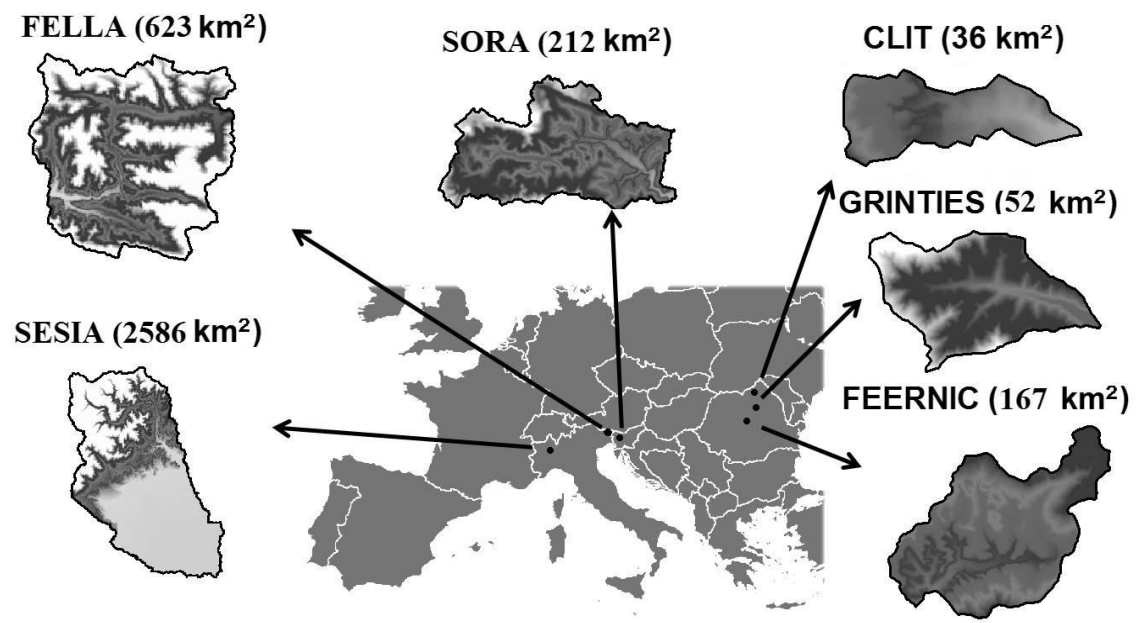 FELLA (623 km²)
SORA (212 km²)
CLIT (36 km²)
GRINTIES (52 km²)
SESIA (2586 km²)
FEERNIC (167 km²)